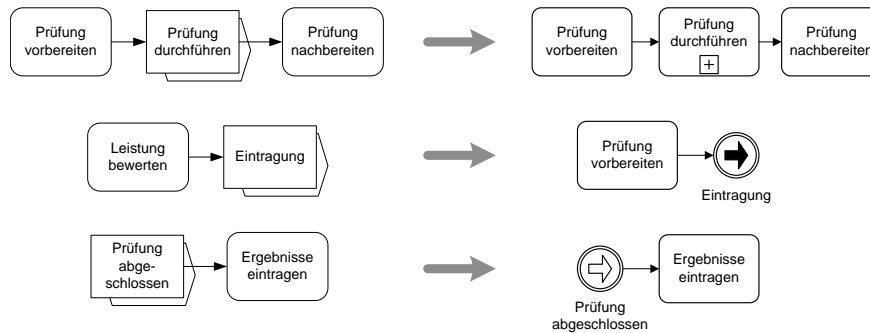 Prüfung
vorbereiten
Prüfung
durchführen
Prüfung
nachbereiten
Prüfung
vorbereiten
Prüfung
durchführen
+
Prüfung
nachbereiten
Leistung
bewerten
Eintragung
Prüfung
vorbereiten
Eintragung
Prüfung
abge-
schlossen
Ergebnisse
eintragen
Prüfung
abgeschlossen
Ergebnisse
eintragen